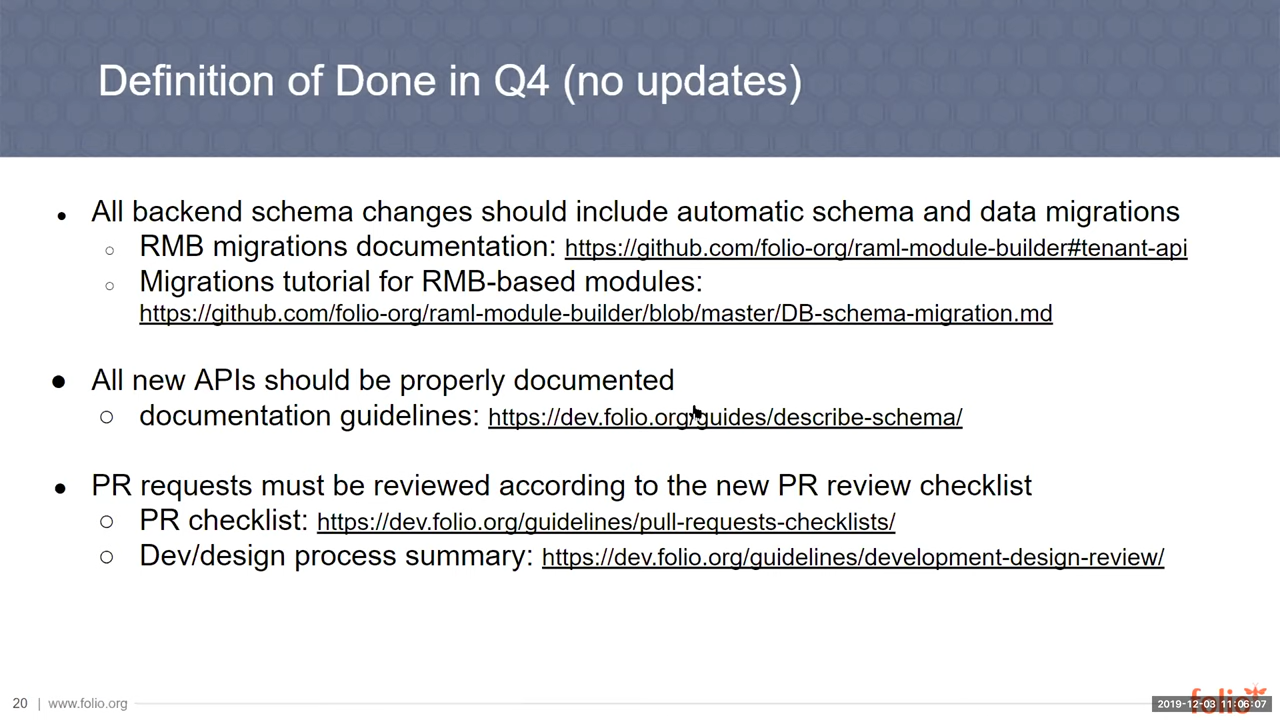 Definition of Done in Q4 (no updates)
● All backend schema changes should include automatic schema and data migrations
○ RMB migrations documentation: https://github.com/folio-org/raml-module-builder#tenant-api
○ Migrations tutorial for RMB-based modules:
https://github.com/folio-org/raml-module-builder/blob/master/DB-schema-migration.md
● All new APIs should be properly documented
○ documentation guidelines: https://dev.folio.org/guides/describe-schema/
● PR requests must be reviewed according to the new PR review checklist
○ PR checklist: https://dev.folio.org/guidelines/pull-requests-checklists/
○ Dev/design process summary: https://dev.folio.org/guidelines/development-design-review/
20 | www.folio.org
folio
2019-12-03 11:06:07